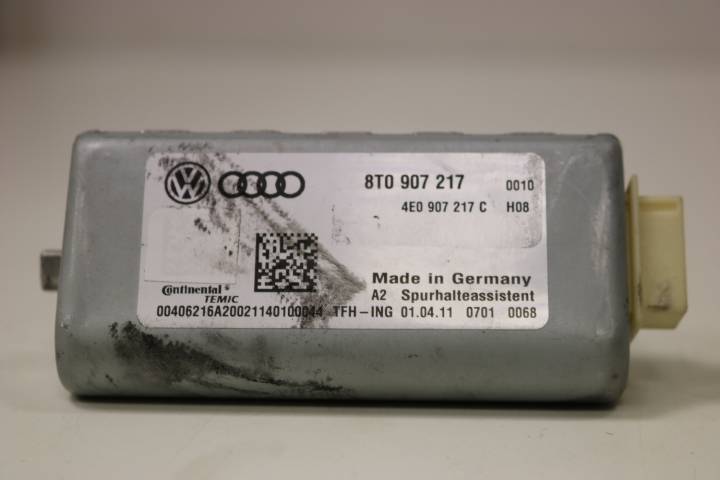 8T0 907 217 0010
4E0 907 217 C H08
Made in Germany
Continental
TEMIC
A2 Spurhalteassistent
00406216A20021140100044 TFH-ING 01.04.11 0701 0068